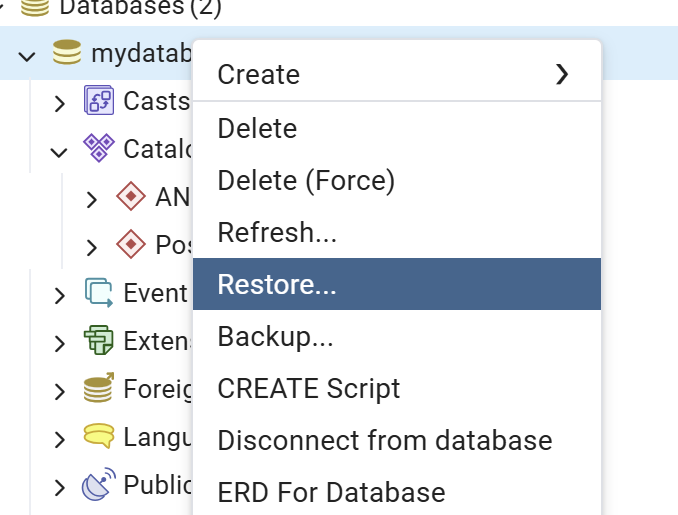 Databases (2)
mydatab
Create
Casts
Delete
Catalo
Delete (Force)
AN
Refresh...
Pos
Restore...
Event
Backup...
Exten
CREATE Script
Foreig
Disconnect from database
Langu
Public
ERD For Database